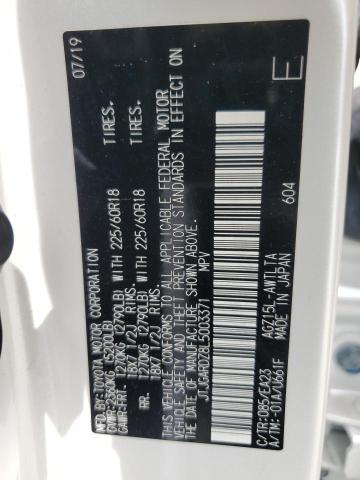 MFD.BY:TOYOTA MOTOR CORPORATION 07/19
GVWR:2360KG (5200LB)
GAWR:FRT. 1270KG (2790LB) WITH 225/60R18 TIRES.
18X7 1/2J RIMS.
RR. 1270KG (2790LB) WITH 225/60R18 TIRES.
18X7 1/2J RIMS.
THIS VEHICLE CONFORMS TO ALL APPLICABLE FEDERAL MOTOR
VEHICLE SAFETY AND THEFT PREVENTION STANDARDS IN EFFECT ON
THE DATE OF MANUFACTURE SHOWN ABOVE.
MPV
C/TR:085/EA23 AGZ15L-AWTLTA
A/TM:-01A/U661F MADE IN JAPAN 604 E